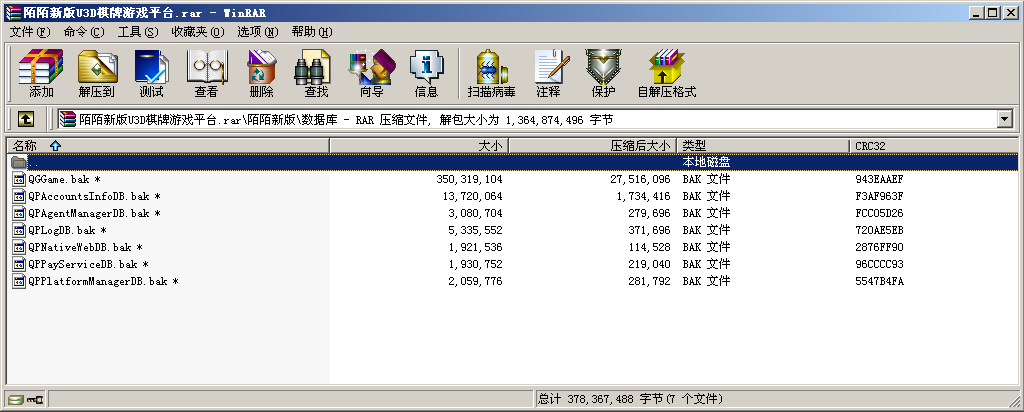 陌陌新版U3D棋牌游戏平台.rar - WinRAR
文件(F) 命令(C) 工具(S) 收藏夹(O) 选项(N) 帮助(H)
添加 解压到 测试 查看 删除 查找 向导 信息 扫描病毒 注释 保护 自解压格式
陌陌新版U3D棋牌游戏平台.rar\陌陌新版\数据库 - RAR 压缩文件, 解包大小为 1,364,874,496 字节
名称 大小 压缩后大小 类型 CRC32
.. 本地磁盘
QGGame.bak * 350,319,104 27,516,096 BAK 文件 943EAAEF
QPAccountsInfoDB.bak * 13,720,064 1,734,416 BAK 文件 F3AF963F
QPAgentManagerDB.bak * 3,080,704 279,696 BAK 文件 FCC05D26
QPLogDB.bak * 5,335,552 371,696 BAK 文件 720AE5EB
QPNativeWebDB.bak * 1,921,536 114,528 BAK 文件 2876FF90
QPPayServiceDB.bak * 1,930,752 219,040 BAK 文件 96CCCC93
QPPlatformManagerDB.bak * 2,059,776 281,792 BAK 文件 5547B4FA
总计 378,367,488 字节(7 个文件)